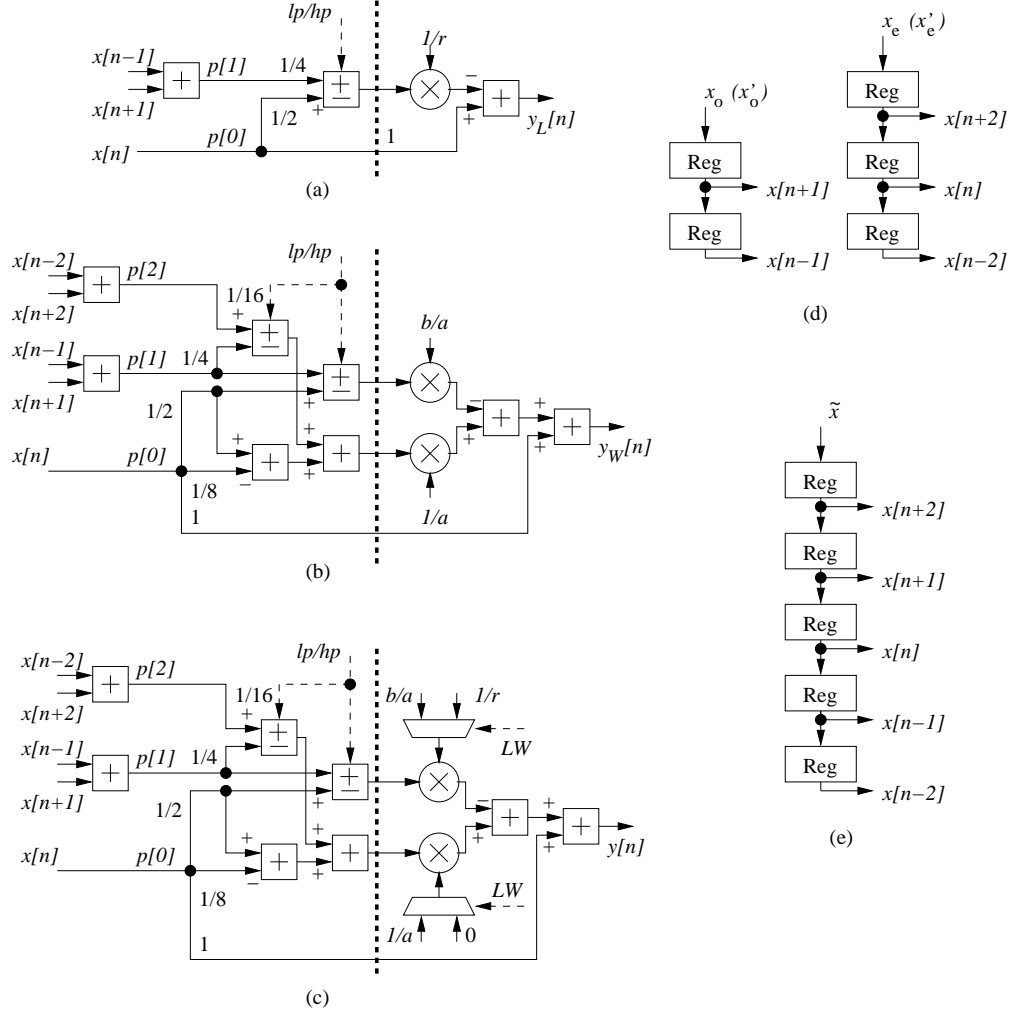 lp/hp
1/r
x[n−1]
p[1]
1/4
+
±
−
×
−
+
x[n+1]
1/2
+
y_L[n]
x[n]
p[0]
1
(a)
x_o (x'_o)
Reg
x[n+1]
Reg
x[n−1]
x_e (x'_e)
Reg
x[n+2]
Reg
x[n]
Reg
x[n−2]
(d)
lp/hp
x[n−2]
+
p[2]
1/16
b/a
x[n+2]
+
±
−
x[n−1]
+
p[1]
1/4
±
−
×
x[n+1]
1/2
+
−
+
+
+
+
+
+
y_W[n]
+
+
+
+
×
x[n]
p[0]
−
+
1/8
1
1/a
(b)
x̃
Reg
x[n+2]
Reg
x[n+1]
Reg
x[n]
Reg
x[n−1]
Reg
x[n−2]
(e)
lp/hp
x[n−2]
+
p[2]
1/16
b/a
1/r
x[n+2]
+
±
−
LW
x[n−1]
+
p[1]
1/4
±
−
×
x[n+1]
1/2
+
−
+
+
+
+
+
+
y[n]
+
+
+
+
×
x[n]
p[0]
−
+
1/8
LW
1
1/a
0
(c)